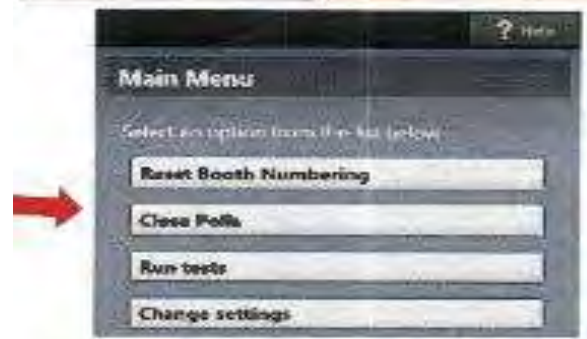 ? Help
Main Menu
Select an option from the list below
Reset Booth Numbering
Close Polls
Run tests
Change settings